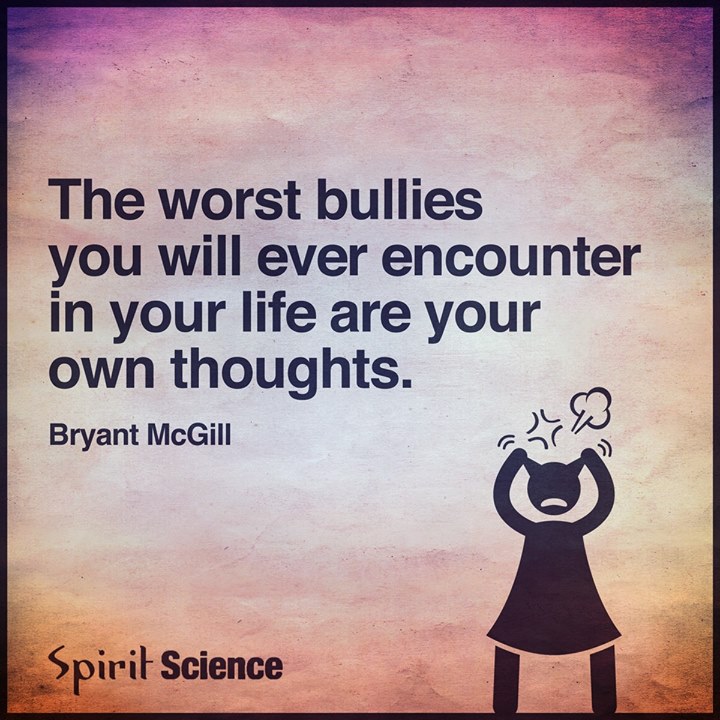 The worst bullies
you will ever encounter
in your life are your
own thoughts.
Bryant McGill
Spirit Science